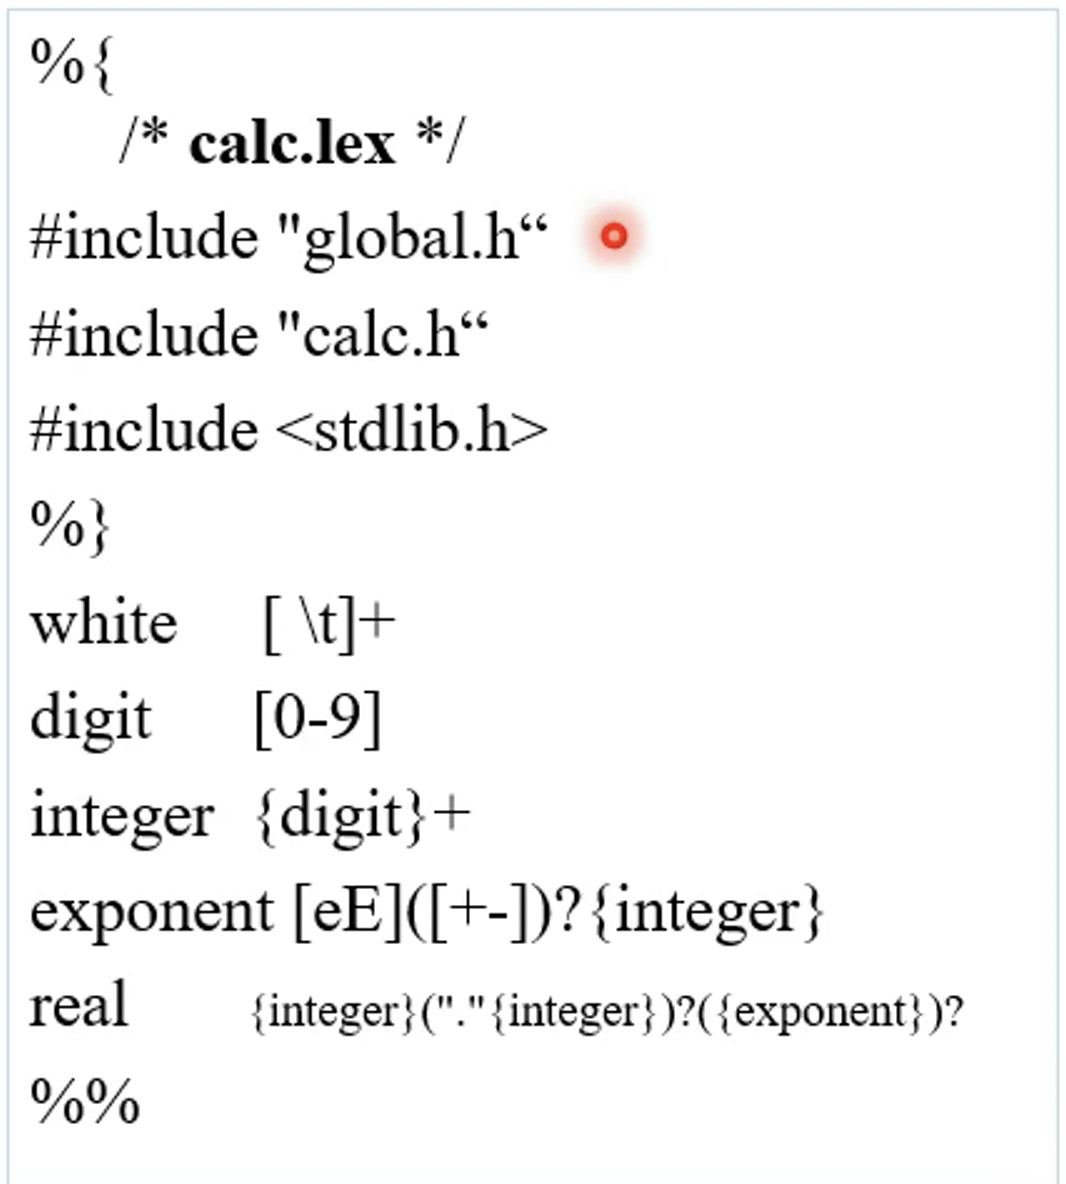 %{
/* calc.lex */
#include "global.h“
#include "calc.h“
#include <stdlib.h>
%}
white [ \t]+
digit [0-9]
integer {digit}+
exponent [eE]([+-])?{integer}
real {integer}("."{integer})?({exponent})?
%%